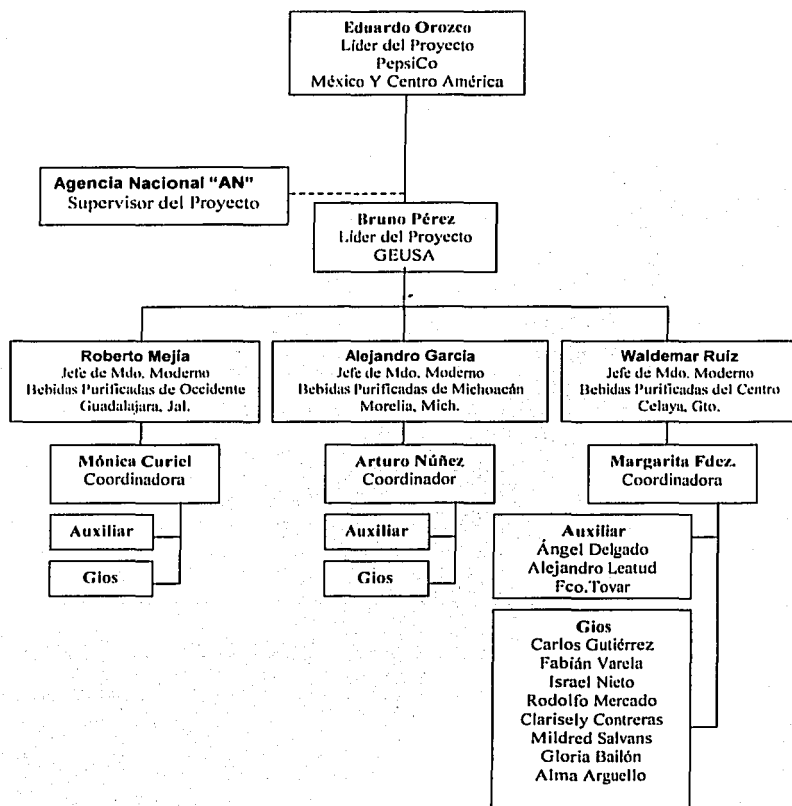 Eduardo Orozco
Líder del Proyecto
PepsiCo
México Y Centro América
Agencia Nacional "AN"
Supervisor del Proyecto
Bruno Pérez
Líder del Proyecto
GEUSA
Roberto Mejía
Jefe de Mdo. Moderno
Bebidas Purificadas de Occidente
Guadalajara, Jal.
Alejandro García
Jefe de Mdo. Moderno
Bebidas Purificadas de Michoacán
Morelia, Mich.
Waldemar Ruiz
Jefe de Mdo. Moderno
Bebidas Purificadas del Centro
Celaya, Gto.
Mónica Curiel
Coordinadora
Arturo Núñez
Coordinador
Margarita Fdez.
Coordinadora
Auxiliar
Gios
Auxiliar
Gios
Auxiliar
Ángel Delgado
Alejandro Leatud
Fco.Tovar
Gios
Carlos Gutiérrez
Fabián Varela
Israel Nieto
Rodolfo Mercado
Clarisely Contreras
Mildred Salvans
Gloria Bailón
Alma Arguello